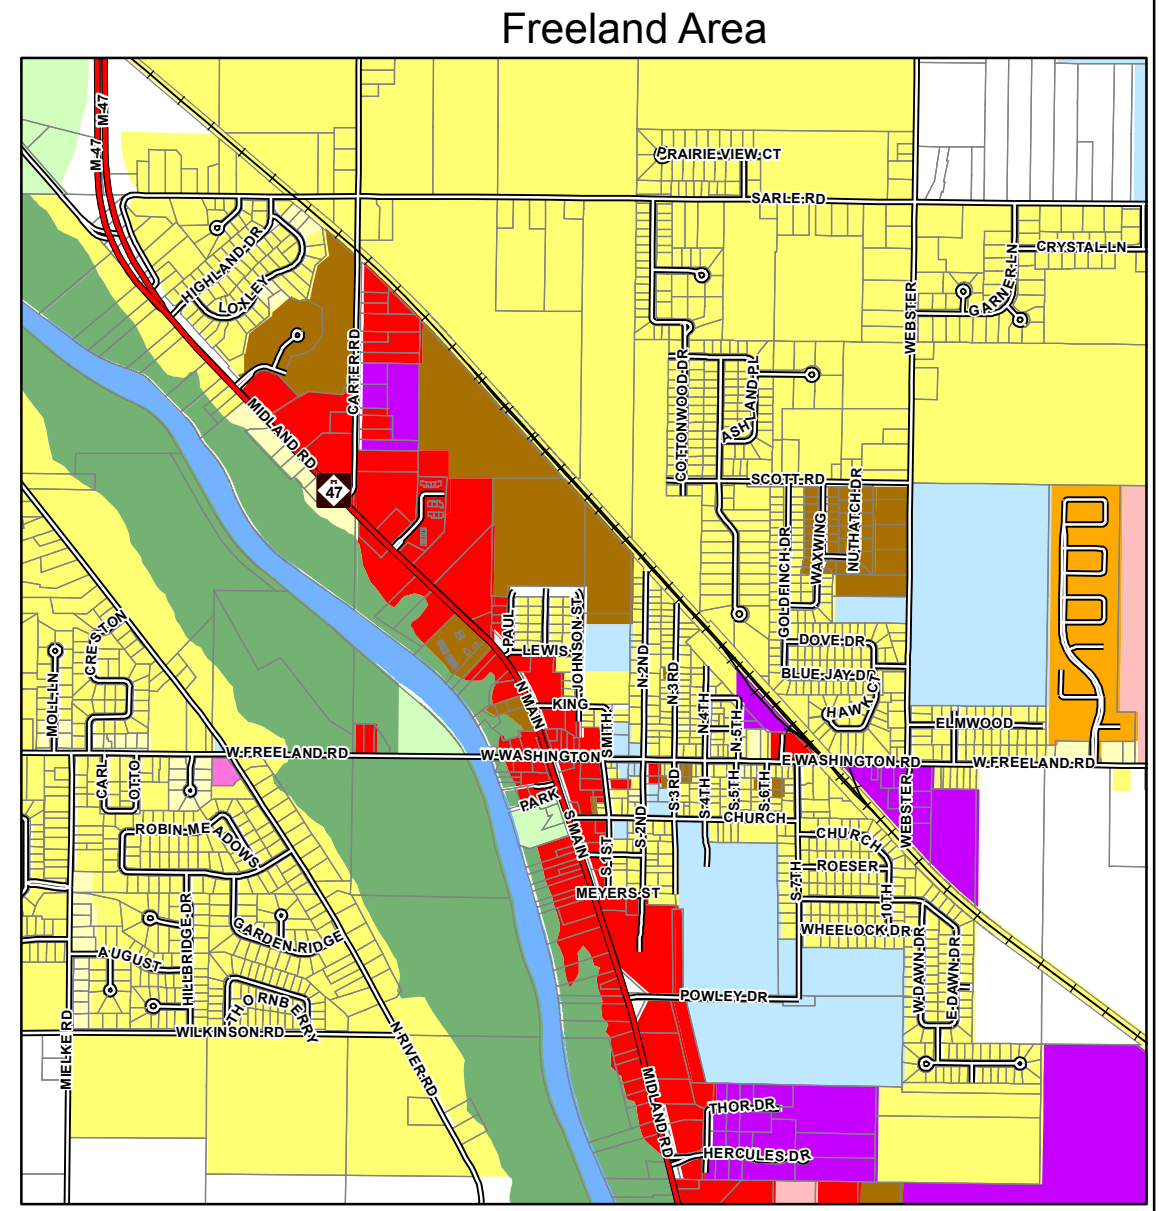 Freeland Area
M-47
M-47
PRAIRIE VIEW CT
SARLE RD
CRYSTAL LN
GARNER LN
HIGHLAND DR
LOXLEY
WEBSTER
CARTER RD
COTTONWOOD DR
ASHLAND PL
MIDLAND RD
M
47
SCOTT RD
NUTHATCH DR
WAXWING
GOLDFINCH DR
PAUL
JOHNSON ST
LEWIS
DOVE DR
BLUE JAY DR
HAWK CT
CRESTON
MOLL LN
N 2ND
N 3RD
N 4TH
N 5TH
N MAIN
KING
SMITH
ELMWOOD
W FREELAND RD
W WASHINGTON
E WASHINGTON RD
W FREELAND RD
CARL
OTTO
PARK
S 3RD
S 4TH
S 5TH
S 6TH
WEBSTER
CHURCH
CHURCH
S MAIN
S 1ST
S 2ND
ROBIN MEADOWS
ROESER
S 7TH
10TH
MEYERS ST
HILLBRIDGE DR
GARDEN RIDGE
WHEELOCK DR
W DAWN DR
E DAWN DR
AUGUST
THORNBERRY
POWLEY DR
WILKINSON RD
MIELKE RD
N RIVER RD
MIDLAND RD
THOR DR
HERCULES DR